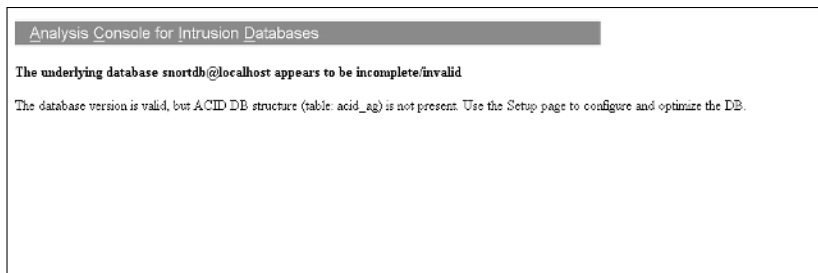 Analysis Console for Intrusion Databases
The underlying database snortdb@localhost appears to be incomplete/invalid
The database version is valid, but ACID DB structure (table: acid_ag) is not present. Use the Setup page to configure and optimize the DB.